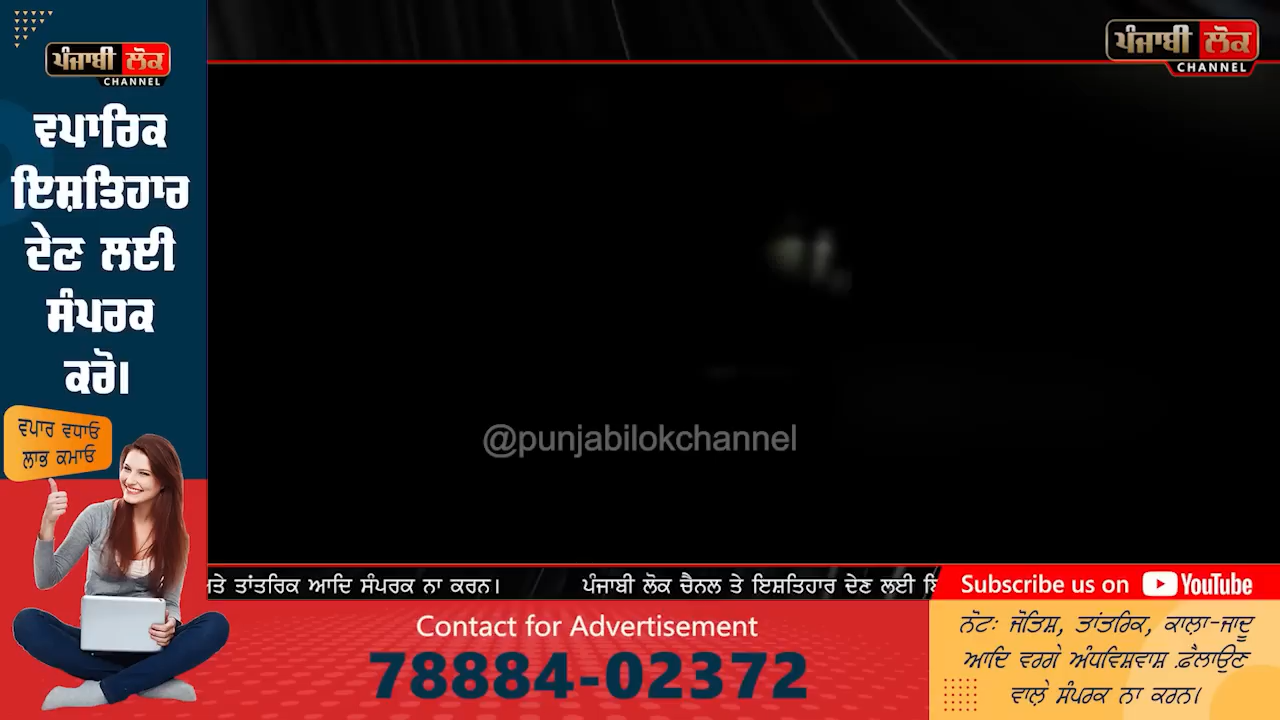 ਪੰਜਾਬੀ ਲੋਕ
CHANNEL
ਵਪਾਰਿਕ
ਇਸ਼ਤਿਹਾਰ
ਦੇਣ ਲਈ
ਸੰਪਰਕ
ਕਰੋ।
ਵਪਾਰ ਵਧਾਓ
ਲਾਭ ਕਮਾਓ
ਪੰਜਾਬੀ ਲੋਕ
CHANNEL
@punjabilokchannel
ਤਾਂਤਰਿਕ ਆਦਿ ਸੰਪਰਕ ਨਾ ਕਰਨ। ਪੰਜਾਬੀ ਲੋਕ ਚੈਨਲ ਤੇ ਇਸ਼ਤਿਹਾਰ ਦੇਣ ਲਈ
Subscribe us on YouTube
Contact for Advertisement
78884-02372
ਨੋਟਃ ਜੋਤਿਸ਼, ਤਾਂਤਰਿਕ, ਕਾਲਾ-ਜਾਦੂ
ਆਦਿ ਵਰਗੇ ਅੰਧਵਿਸ਼ਵਾਸ਼ ਫ਼ੈਲਾਉਣ
ਵਾਲ਼ੇ ਸੰਪਰਕ ਨਾ ਕਰਨ।